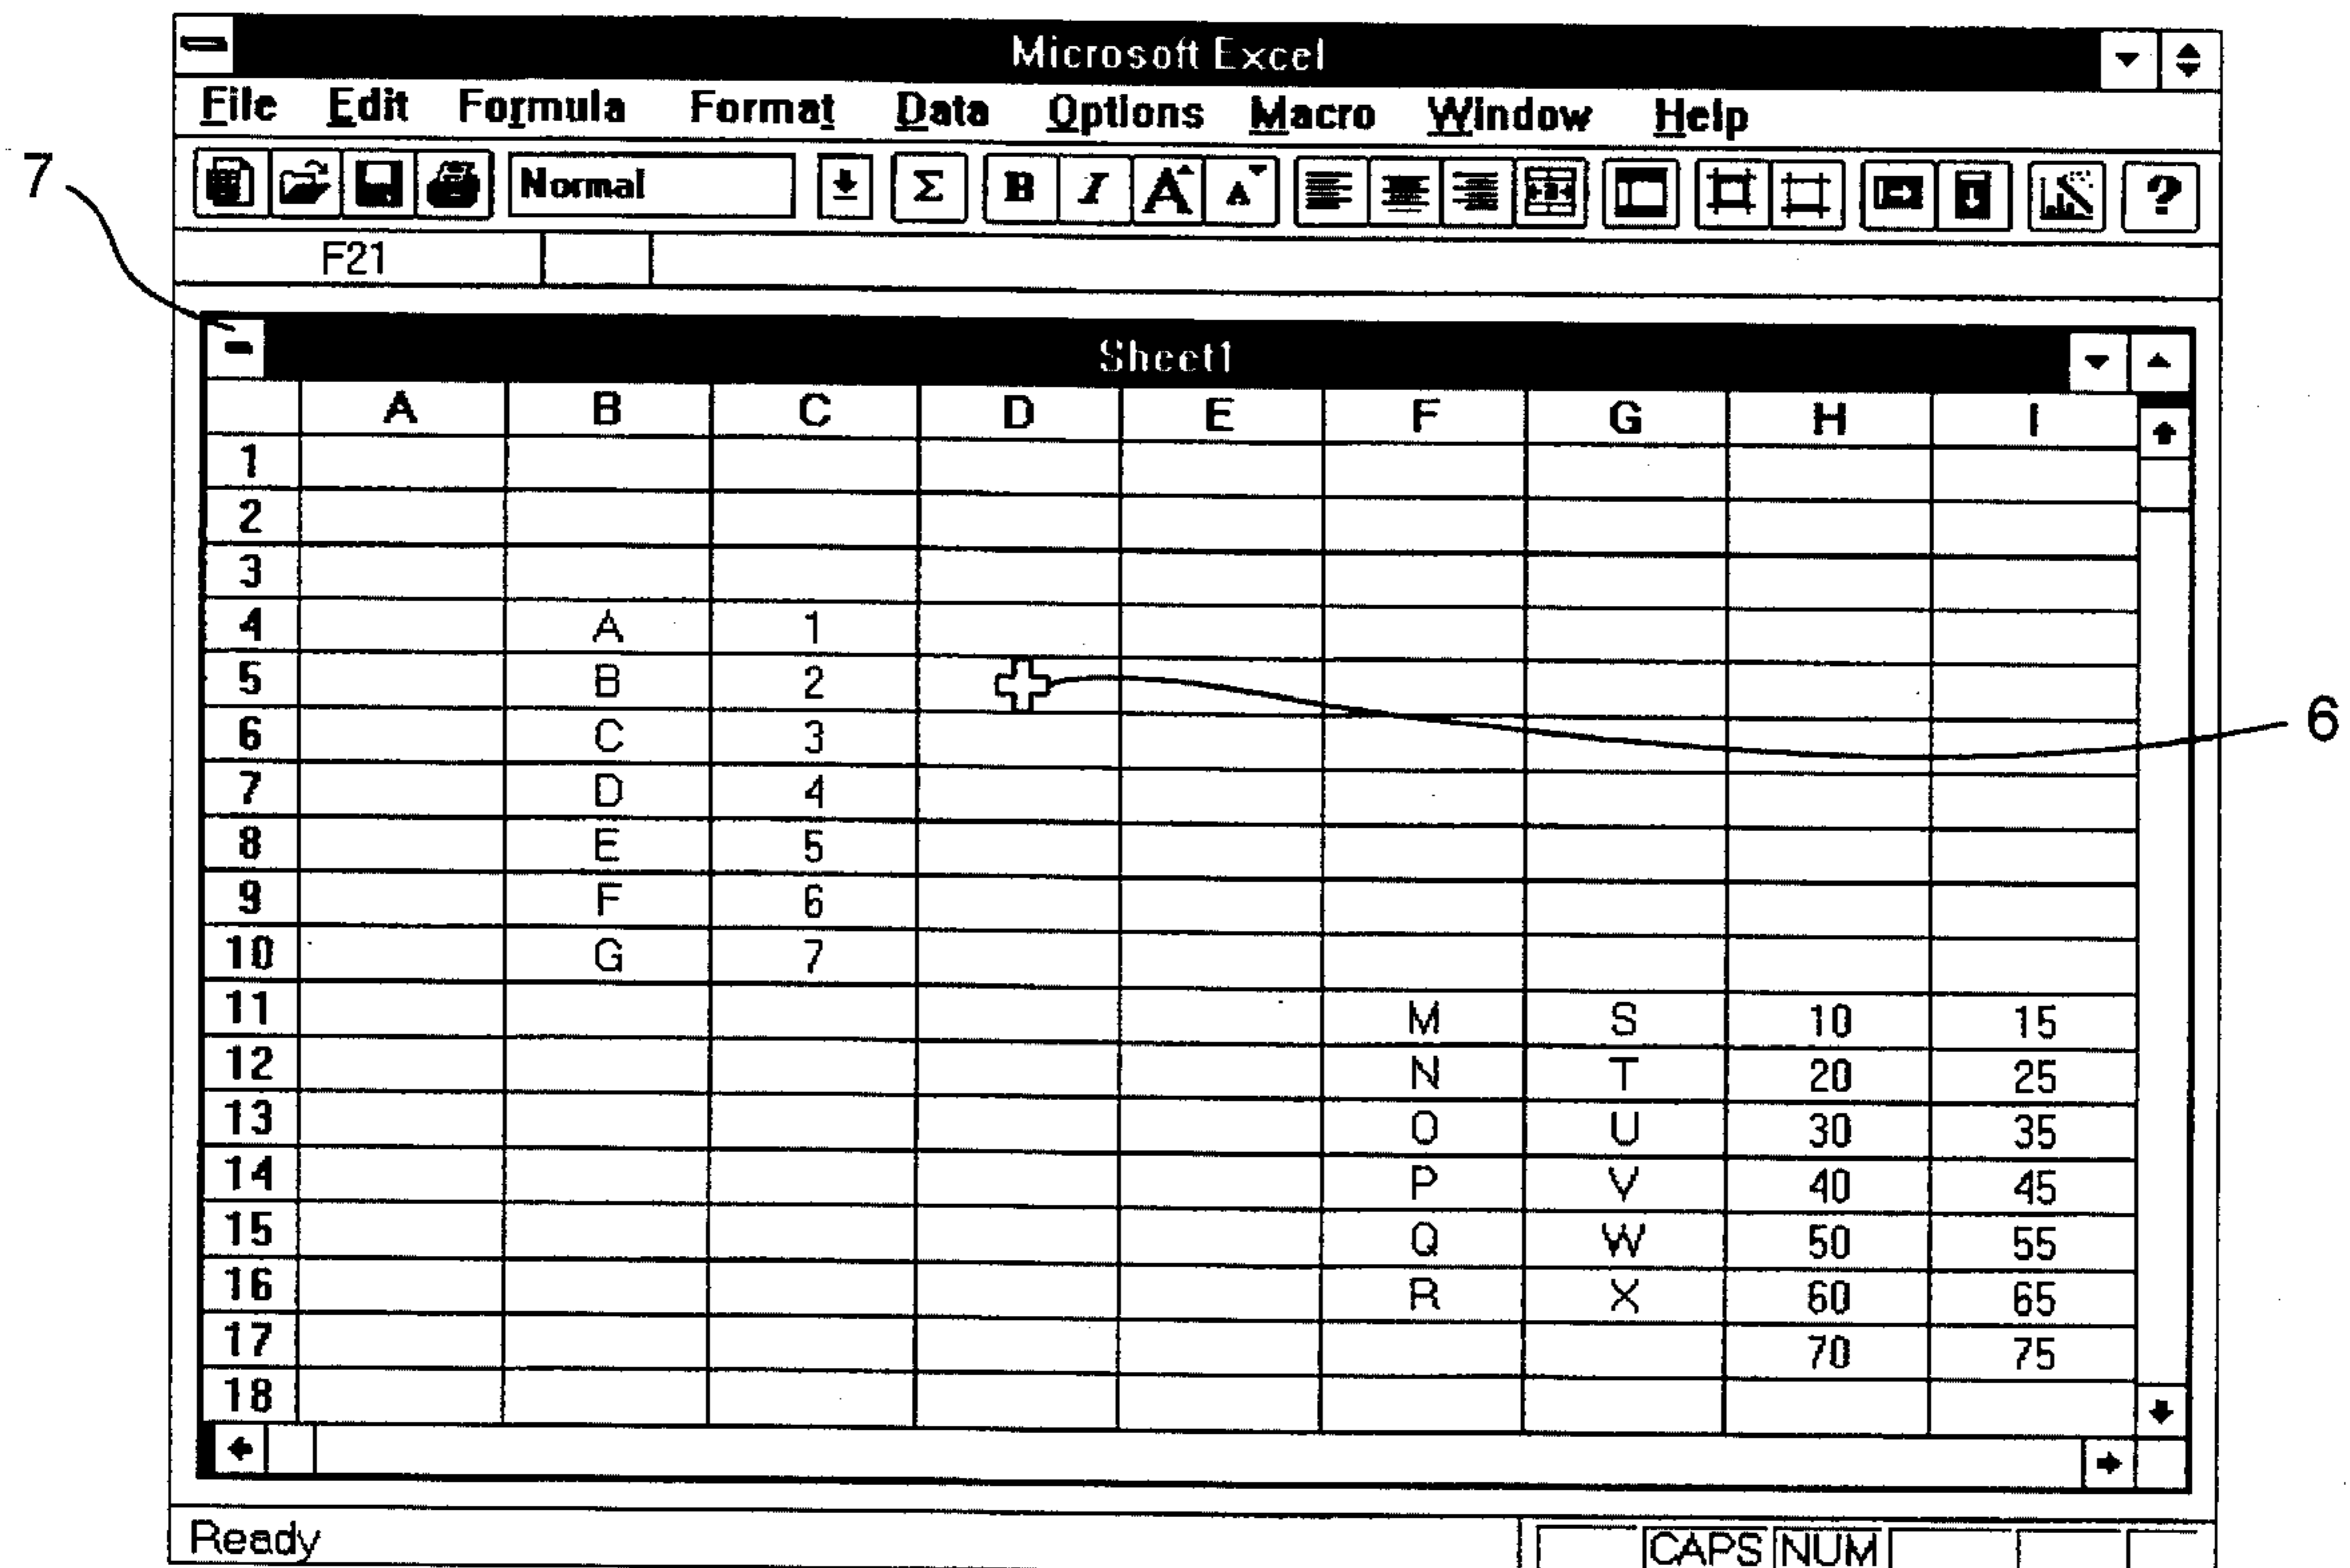 Microsoft Excel
File Edit Formula Format Data Options Macro Window Help
7
Normal Σ B I A A ?
F21
Sheet1
A B C D E F G H I
1
2
3
4 A 1
5 B 2
6 C 3
6
7 D 4
8 E 5
9 F 6
10 G 7
11 M S 10 15
12 N T 20 25
13 O U 30 35
14 P V 40 45
15 Q W 50 55
16 R X 60 65
17 70 75
18
Ready CAPS NUM